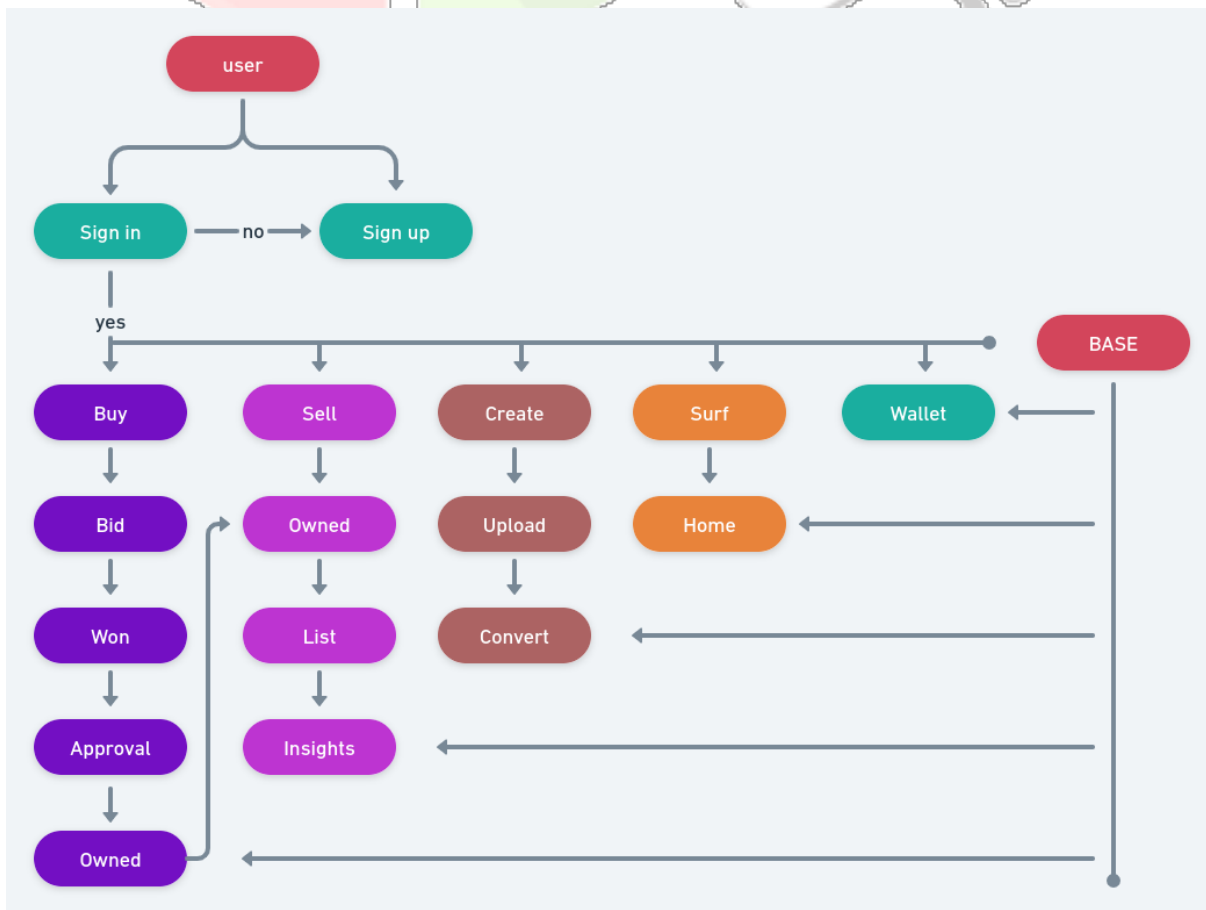 user
Sign in
no
Sign up
yes
BASE
Buy
Sell
Create
Surf
Wallet
Bid
Owned
Upload
Home
Won
List
Convert
Approval
Insights
Owned